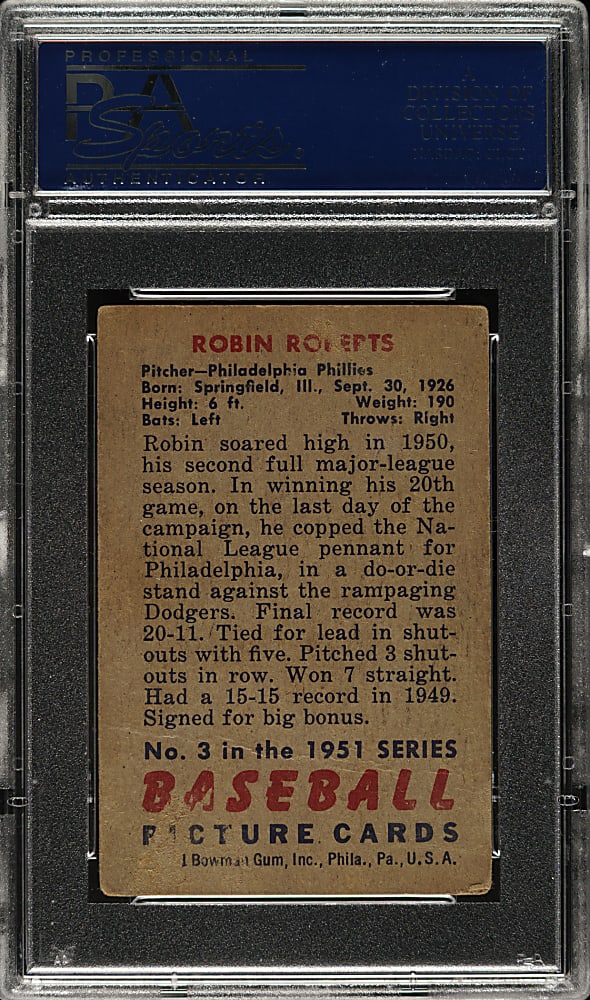 PROFESSIONAL
PSA
Sports.
AUTHENTICATOR
A
DIVISION OF
COLLECTORS
UNIVERSE
ROBIN ROBERTS
Pitcher—Philadelphia Phillies
Born: Springfield, Ill., Sept. 30, 1926
Height: 6 ft. Weight: 190
Bats: Left Throws: Right
Robin soared high in 1950,
his second full major-league
season. In winning his 20th
game, on the last day of the
campaign, he copped the Na-
tional League pennant for
Philadelphia, in a do-or-die
stand against the rampaging
Dodgers. Final record was
20-11. Tied for lead in shut-
outs with five. Pitched 3 shut-
outs in row. Won 7 straight.
Had a 15-15 record in 1949.
Signed for big bonus.
No. 3 in the 1951 SERIES
BASEBALL
PICTURE CARDS
Bowman Gum, Inc., Phila., Pa., U.S.A.